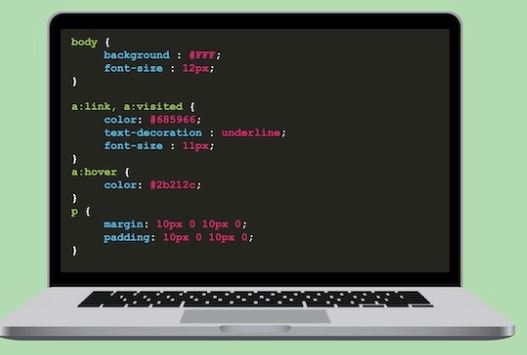 body {
background : #FFF;
font-size : 12px;
}
a:link, a:visited {
color: #685966;
text-decoration : underline;
font-size : 11px;
}
a:hover {
color: #2b212c;
}
p {
margin: 10px 0 10px 0;
padding: 10px 0 10px 0;
}